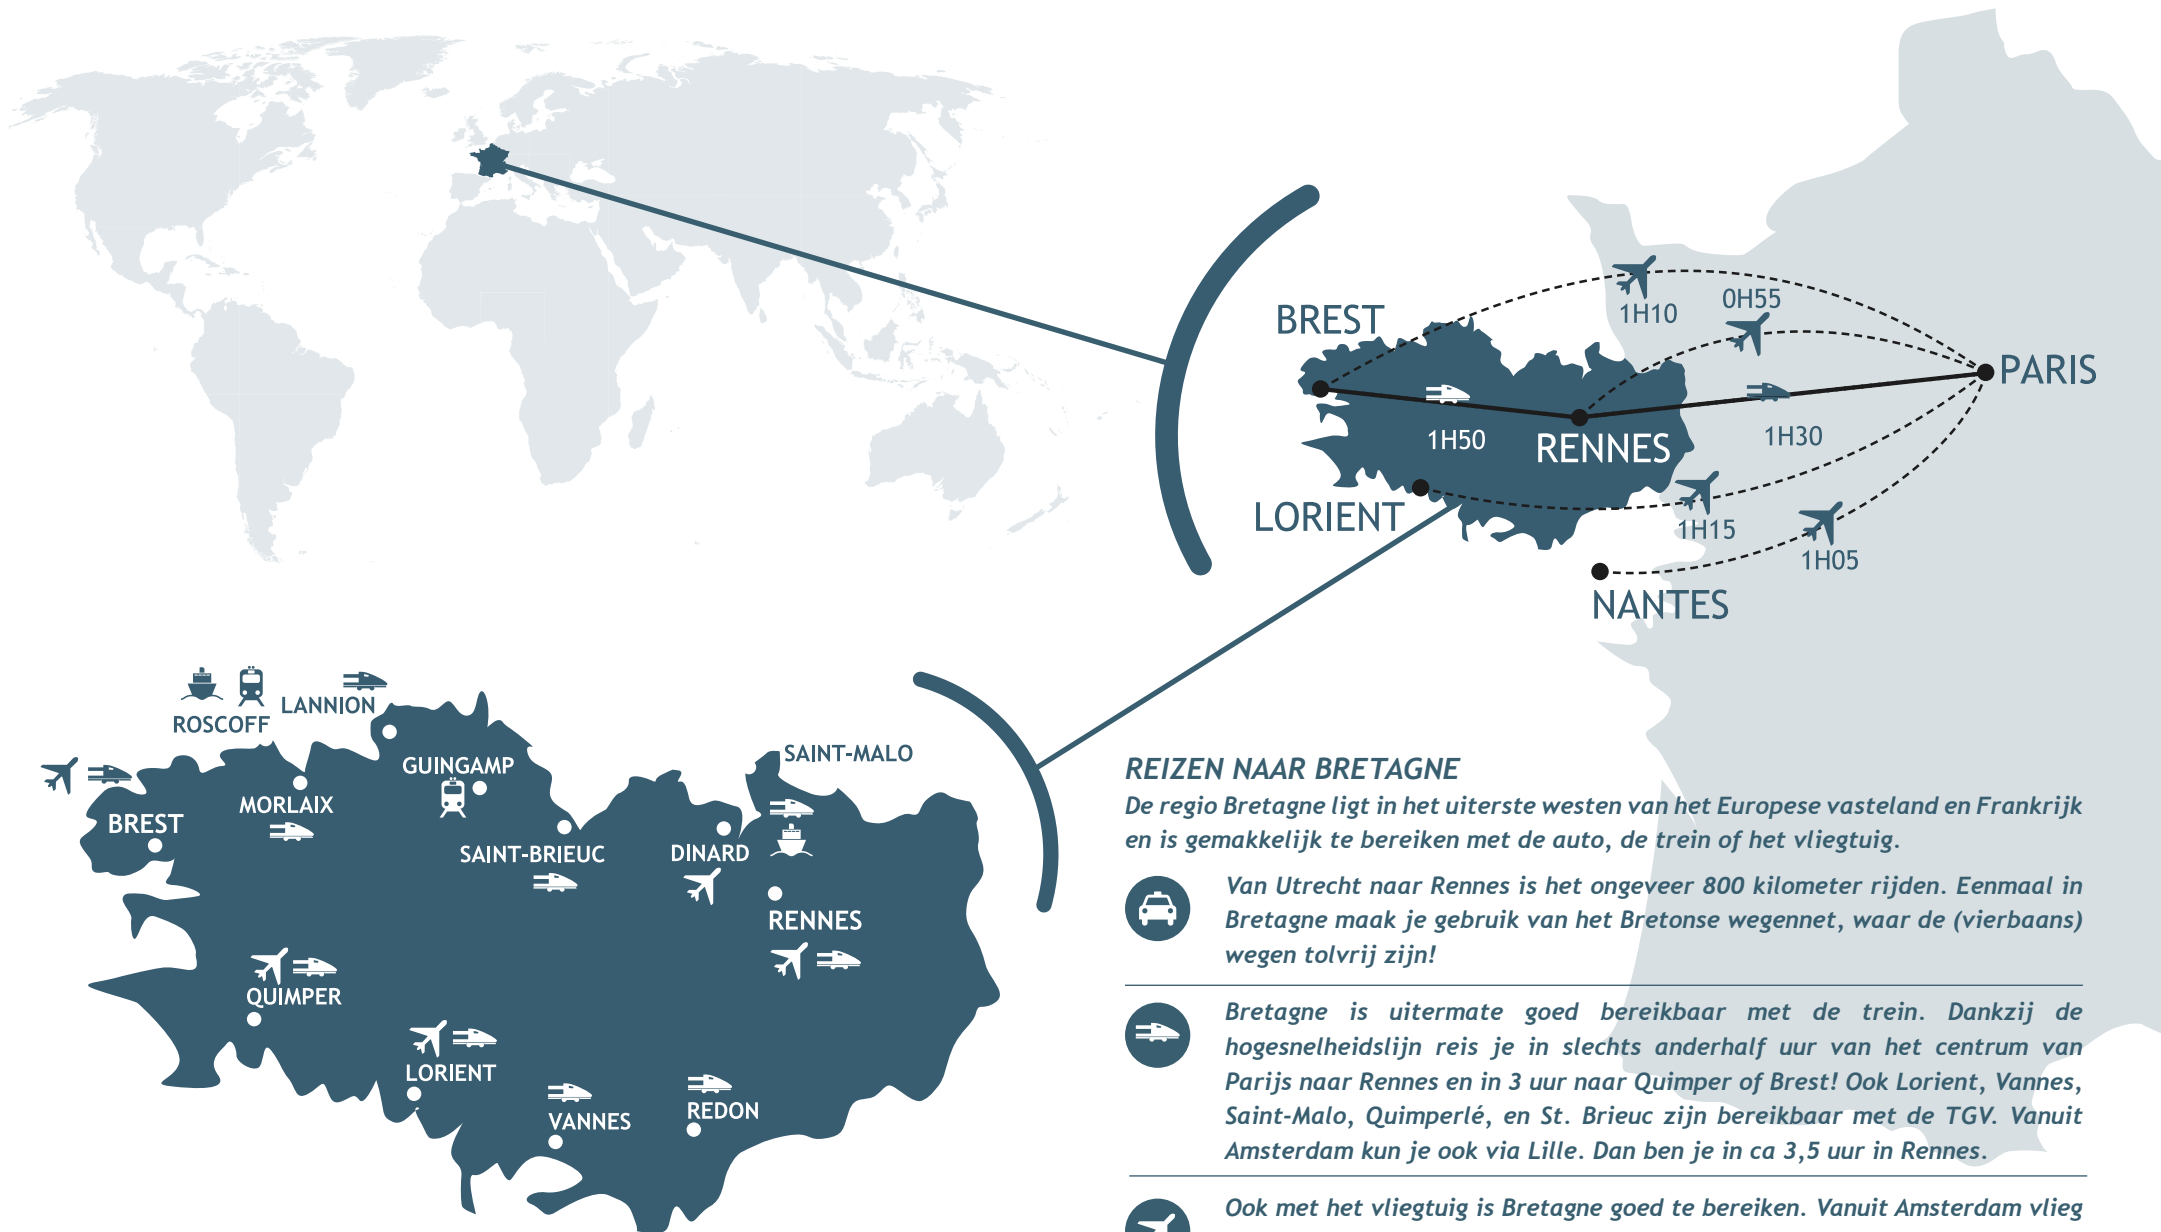 BREST
1H10
0H55
PARIS
1H50
RENNES
1H30
LORIENT
1H15
1H05
NANTES
LANNION
ROSCOFF
GUINGAMP
SAINT-MALO
MORLAIX
BREST
SAINT-BRIEUC
DINARD
RENNES
QUIMPER
LORIENT
VANNES
REDON
REIZEN NAAR BRETAGNE
De regio Bretagne ligt in het uiterste westen van het Europese vasteland en Frankrijk
en is gemakkelijk te bereiken met de auto, de trein of het vliegtuig.
Van Utrecht naar Rennes is het ongeveer 800 kilometer rijden. Eenmaal in
Bretagne maak je gebruik van het Bretonse wegennet, waar de (vierbaans)
wegen tolvrij zijn!
Bretagne is uitermate goed bereikbaar met de trein. Dankzij de
hogesnelheidslijn reis je in slechts anderhalf uur van het centrum van
Parijs naar Rennes en in 3 uur naar Quimper of Brest! Ook Lorient, Vannes,
Saint-Malo, Quimperlé, en St. Brieuc zijn bereikbaar met de TGV. Vanuit
Amsterdam kun je ook via Lille. Dan ben je in ca 3,5 uur in Rennes.
Ook met het vliegtuig is Bretagne goed te bereiken. Vanuit Amsterdam vlieg